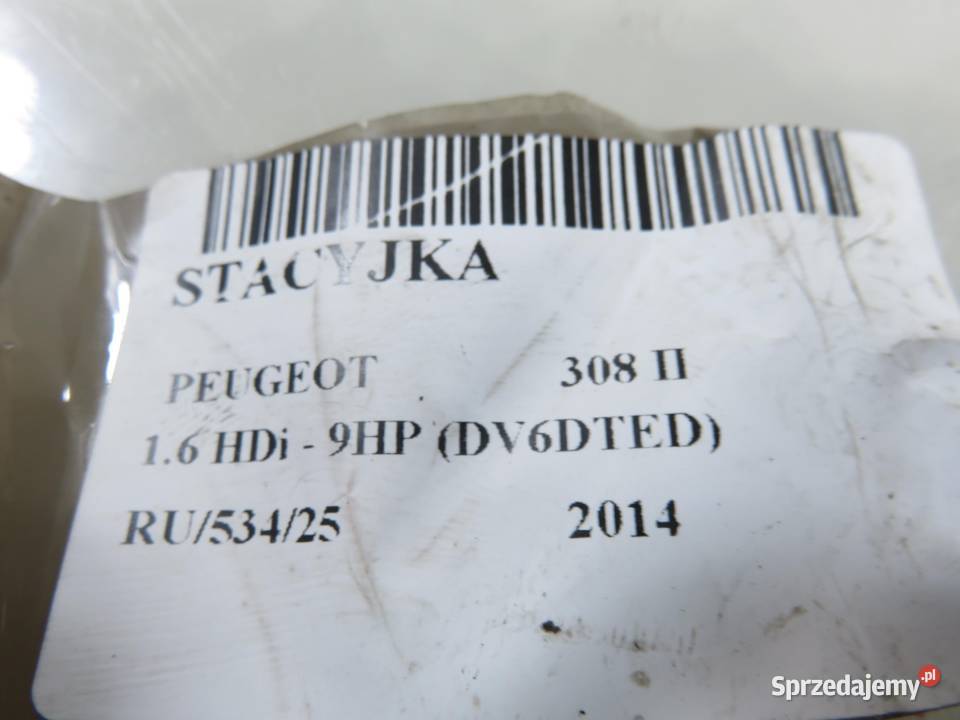 STACYJKA
PEUGEOT 308 II
1.6 HDi - 9HP (DV6DTED)
RU/534/25 2014
Sprzedajemy.pl